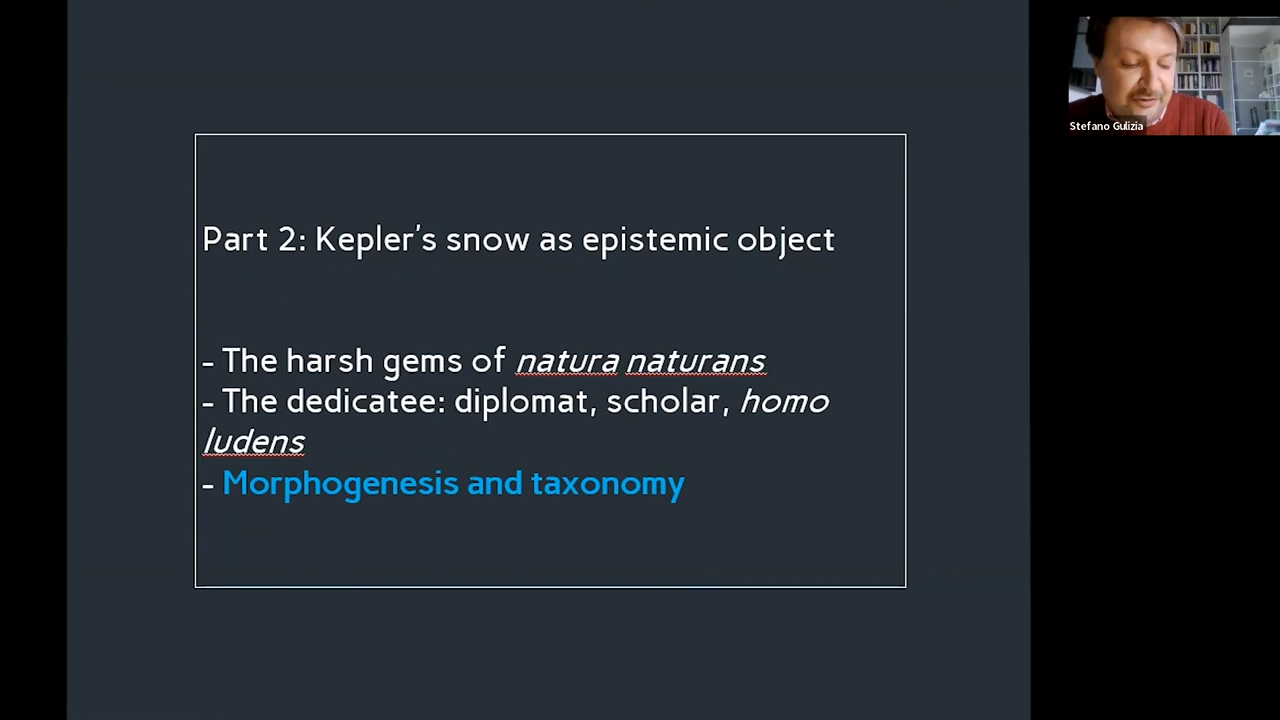 Part 2: Kepler's snow as epistemic object
- The harsh gems of natura naturans
- The dedicatee: diplomat, scholar, homo
ludens
- Morphogenesis and taxonomy
Stefano Gulizia